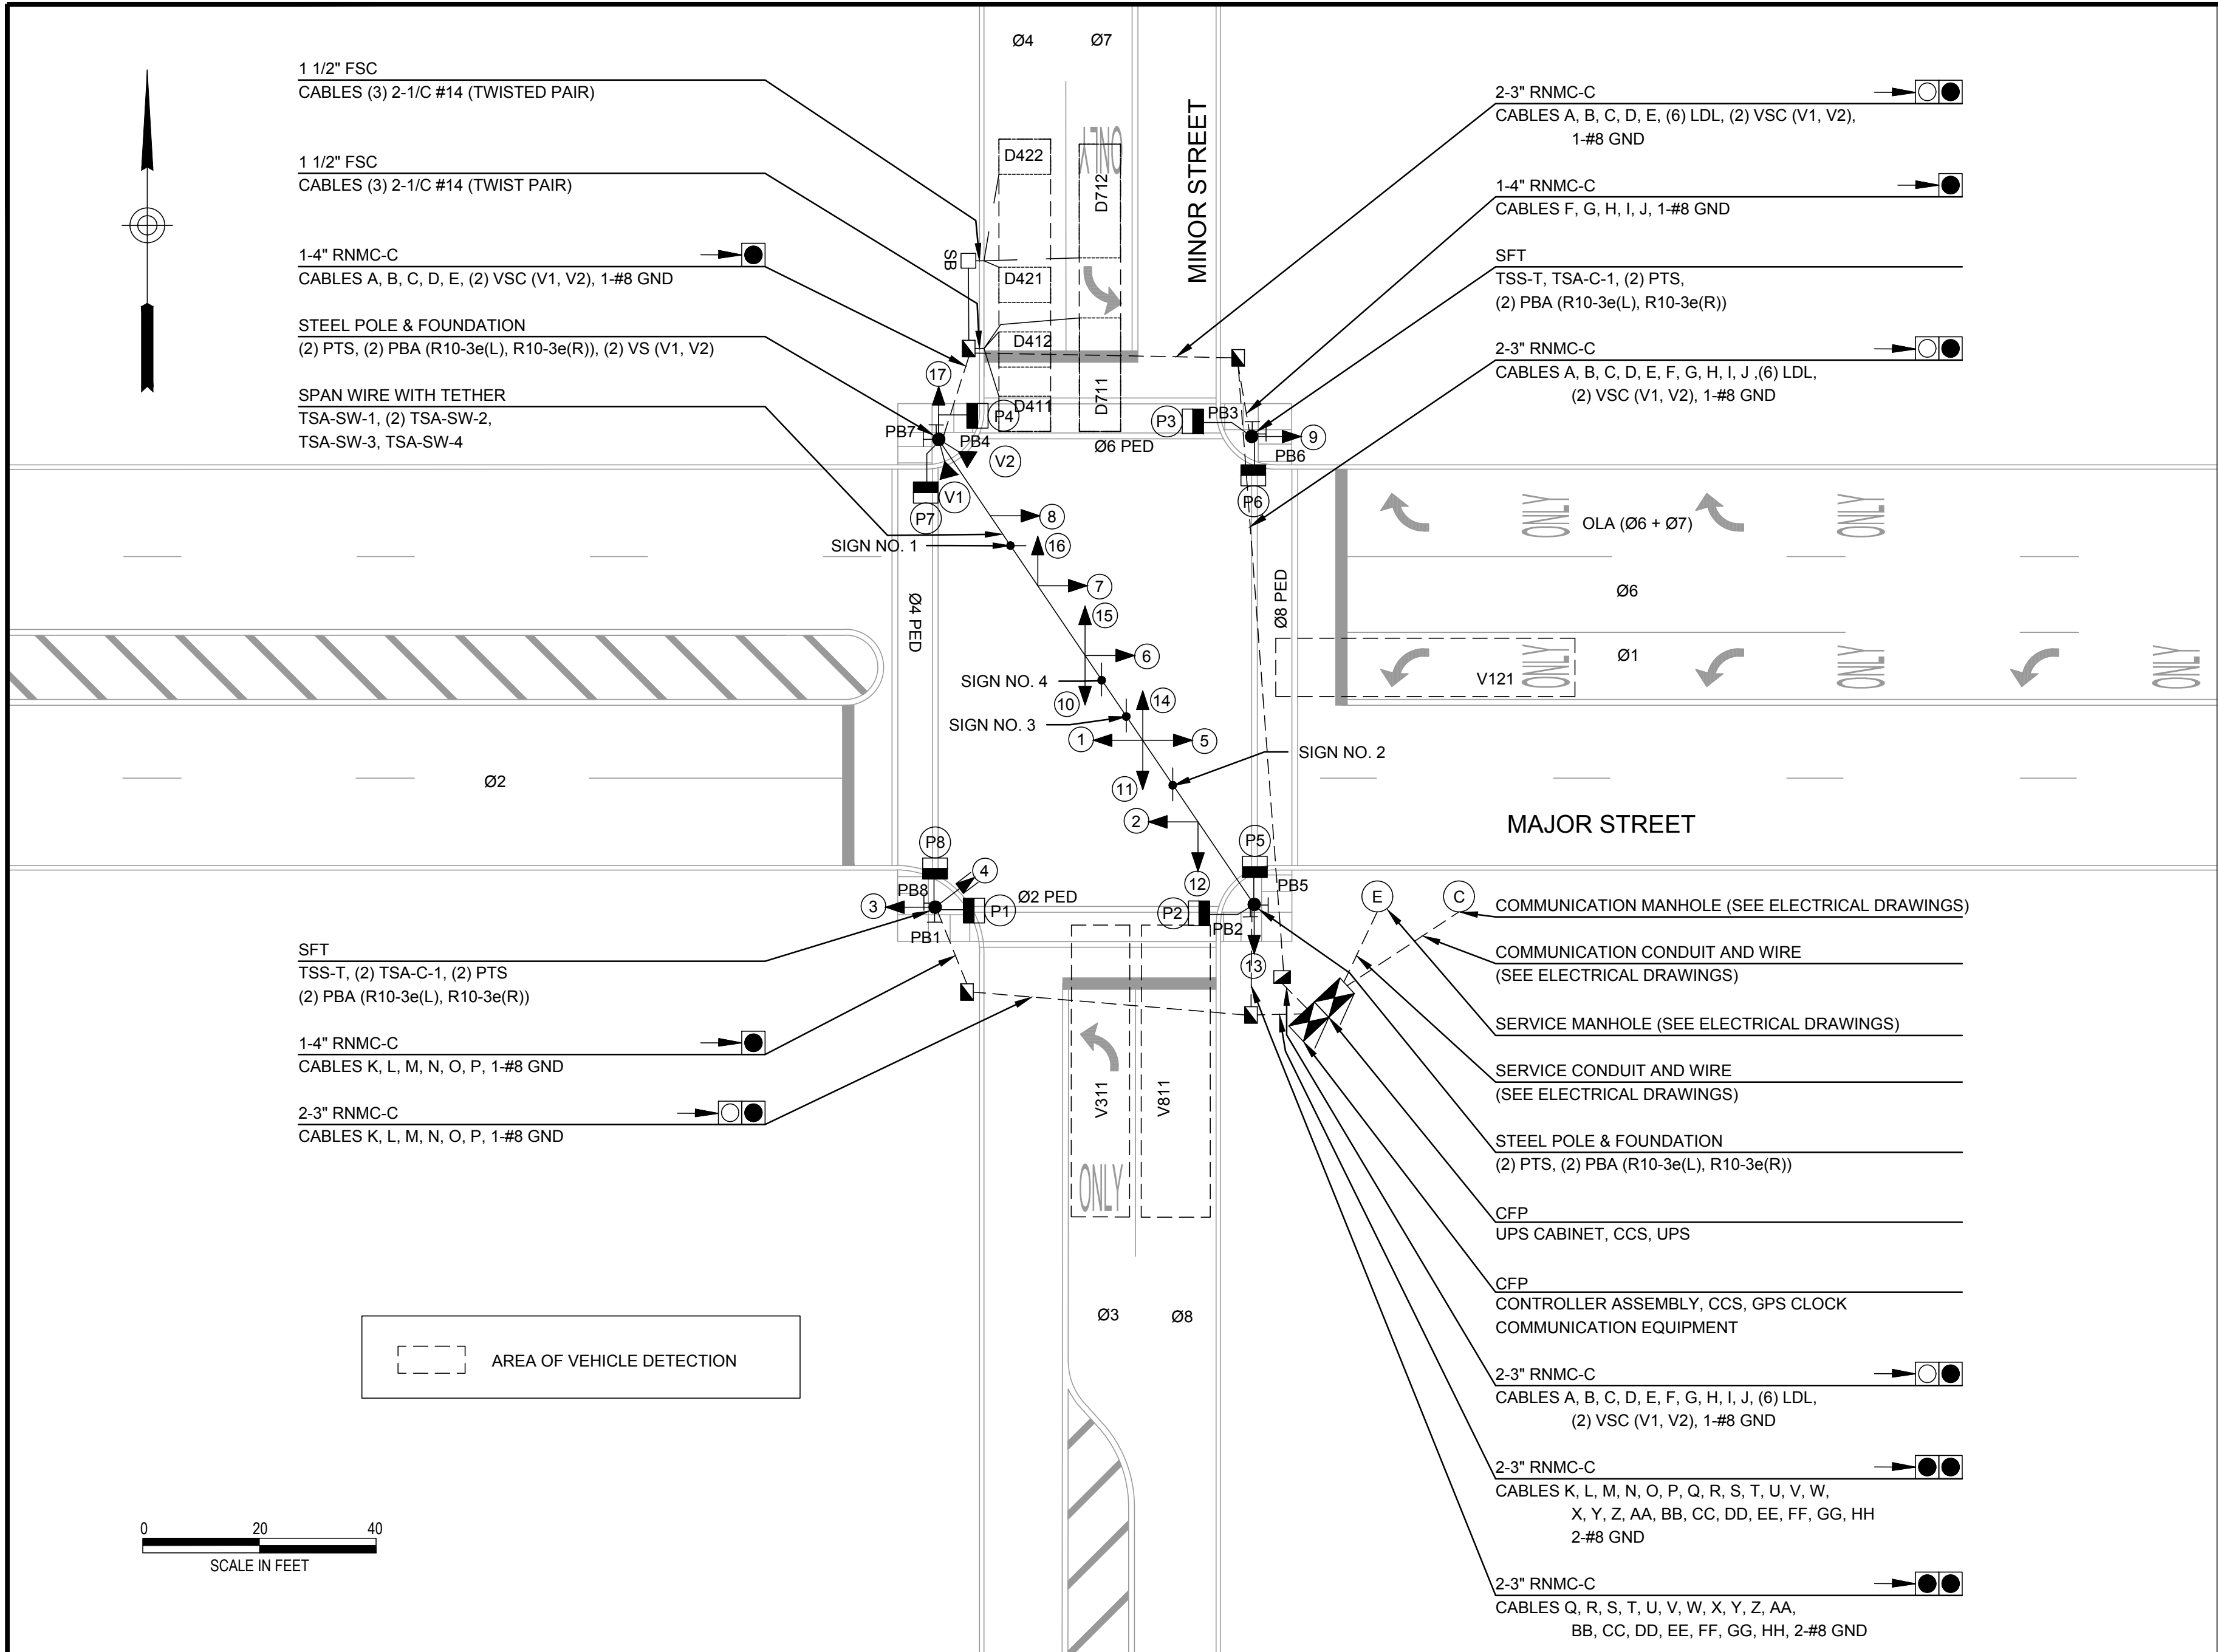 1 1/2" FSC
CABLES (3) 2-1/C #14 (TWISTED PAIR)
1 1/2" FSC
CABLES (3) 2-1/C #14 (TWIST PAIR)
1-4" RNMC-C
CABLES A, B, C, D, E, (2) VSC (V1, V2), 1-#8 GND
STEEL POLE & FOUNDATION
(2) PTS, (2) PBA (R10-3e(L), R10-3e(R)), (2) VS (V1, V2)
SPAN WIRE WITH TETHER
TSA-SW-1, (2) TSA-SW-2,
TSA-SW-3, TSA-SW-4
Ø4
Ø7
MINOR STREET
ONLY
D422
D712
SB
D421
D412
D411
D711
17
P4
PB7
PB4
V2
V1
P7
P3
PB3
Ø6 PED
9
PB6
P6
2-3" RNMC-C
CABLES A, B, C, D, E, (6) LDL, (2) VSC (V1, V2),
1-#8 GND
1-4" RNMC-C
CABLES F, G, H, I, J, 1-#8 GND
SFT
TSS-T, TSA-C-1, (2) PTS,
(2) PBA (R10-3e(L), R10-3e(R))
2-3" RNMC-C
CABLES A, B, C, D, E, F, G, H, I, J ,(6) LDL,
(2) VSC (V1, V2), 1-#8 GND
8
SIGN NO. 1
16
7
15
6
SIGN NO. 4
10
14
SIGN NO. 3
1
5
SIGN NO. 2
11
2
12
Ø4 PED
Ø8 PED
ONLY
ONLY
OLA (Ø6 + Ø7)
Ø6
Ø1
V121
ONLY
ONLY
ONLY
Ø2
MAJOR STREET
P8
4
PB8
3
P1
PB1
Ø2 PED
P5
PB5
P2
PB2
13
E
C
SFT
TSS-T, (2) TSA-C-1, (2) PTS
(2) PBA (R10-3e(L), R10-3e(R))
1-4" RNMC-C
CABLES K, L, M, N, O, P, 1-#8 GND
2-3" RNMC-C
CABLES K, L, M, N, O, P, 1-#8 GND
V311
V811
ONLY
Ø3
Ø8
COMMUNICATION MANHOLE (SEE ELECTRICAL DRAWINGS)
COMMUNICATION CONDUIT AND WIRE
(SEE ELECTRICAL DRAWINGS)
SERVICE MANHOLE (SEE ELECTRICAL DRAWINGS)
SERVICE CONDUIT AND WIRE
(SEE ELECTRICAL DRAWINGS)
STEEL POLE & FOUNDATION
(2) PTS, (2) PBA (R10-3e(L), R10-3e(R))
CFP
UPS CABINET, CCS, UPS
CFP
CONTROLLER ASSEMBLY, CCS, GPS CLOCK
COMMUNICATION EQUIPMENT
2-3" RNMC-C
CABLES A, B, C, D, E, F, G, H, I, J, (6) LDL,
(2) VSC (V1, V2), 1-#8 GND
2-3" RNMC-C
CABLES K, L, M, N, O, P, Q, R, S, T, U, V, W,
X, Y, Z, AA, BB, CC, DD, EE, FF, GG, HH
2-#8 GND
2-3" RNMC-C
CABLES Q, R, S, T, U, V, W, X, Y, Z, AA,
BB, CC, DD, EE, FF, GG, HH, 2-#8 GND
AREA OF VEHICLE DETECTION
0 20 40
SCALE IN FEET